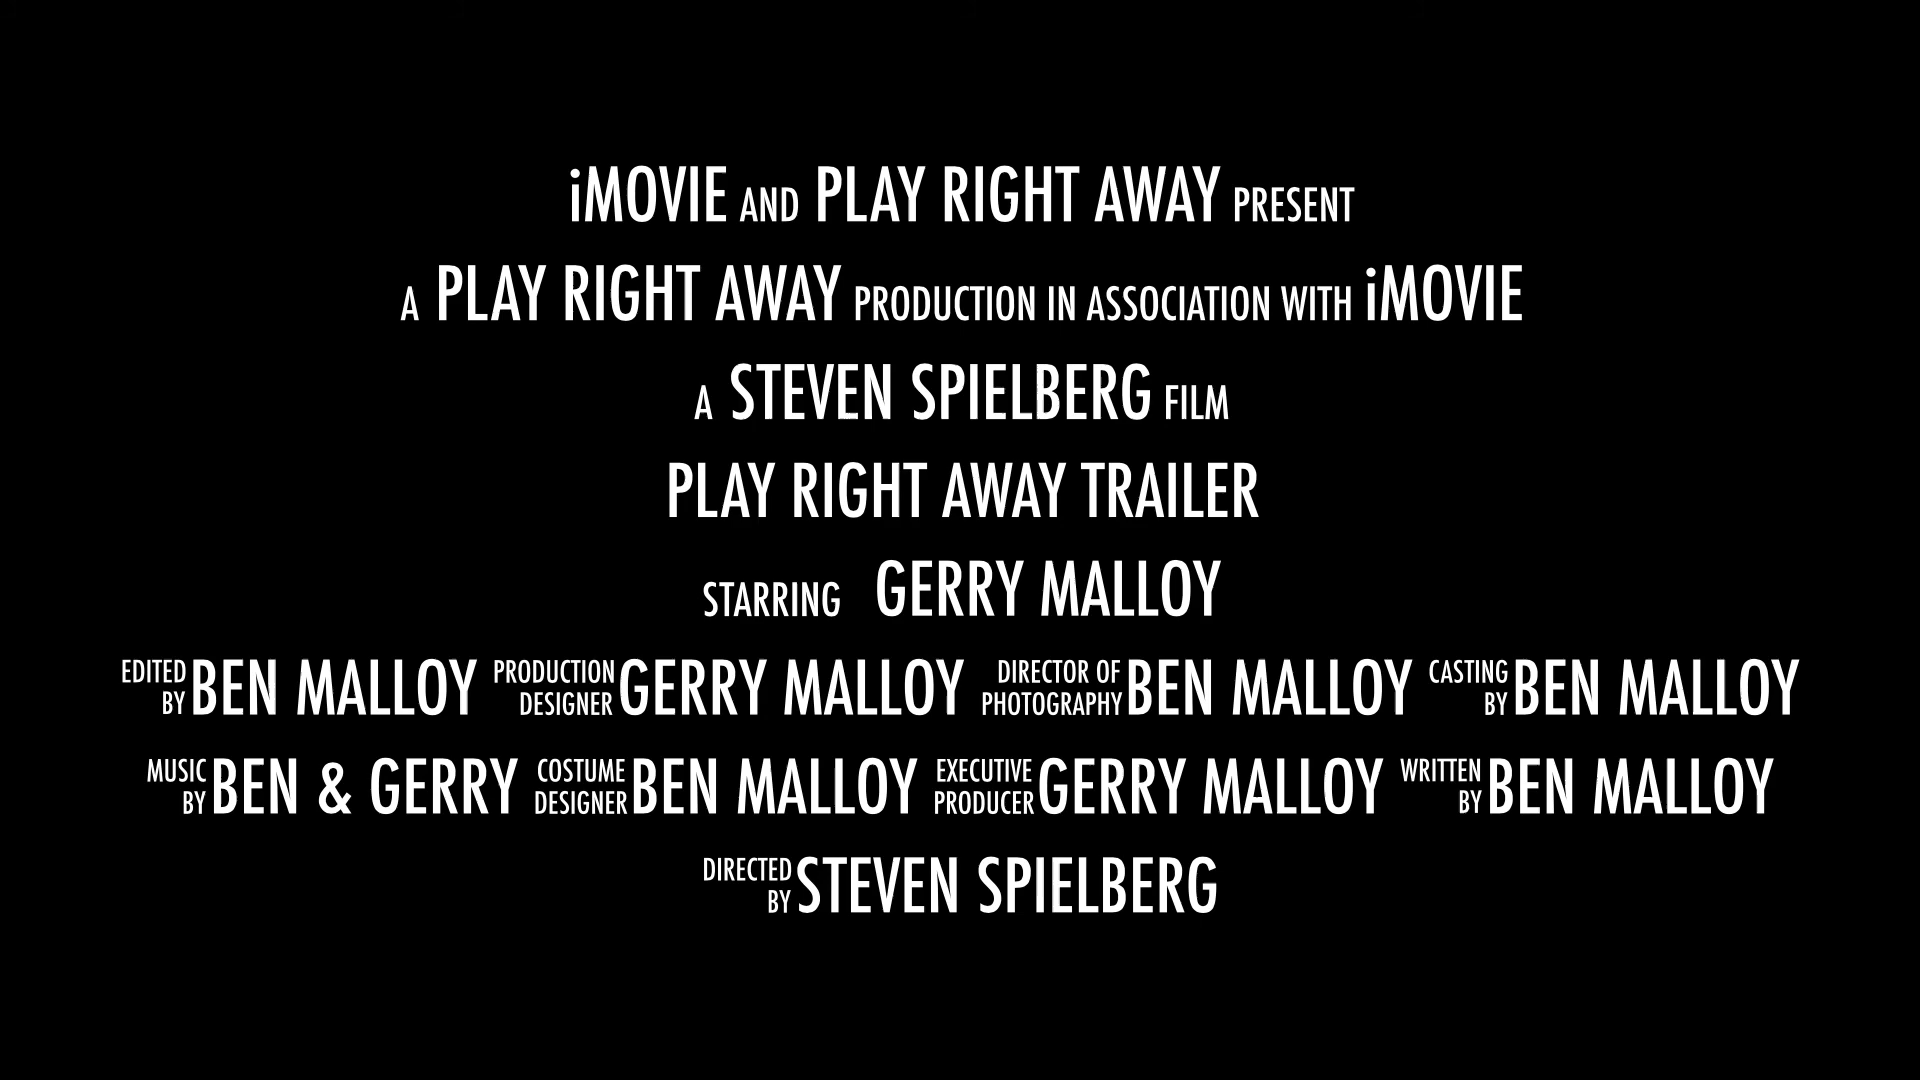 iMOVIE AND PLAY RIGHT AWAY PRESENT
A PLAY RIGHT AWAY PRODUCTION IN ASSOCIATION WITH iMOVIE
A STEVEN SPIELBERG FILM
PLAY RIGHT AWAY TRAILER
STARRING GERRY MALLOY
EDITED BY BEN MALLOY PRODUCTION DESIGNER GERRY MALLOY DIRECTOR OF PHOTOGRAPHY BEN MALLOY CASTING BY BEN MALLOY
MUSIC BY BEN & GERRY COSTUME DESIGNER BEN MALLOY EXECUTIVE PRODUCER GERRY MALLOY WRITTEN BY BEN MALLOY
DIRECTED BY STEVEN SPIELBERG